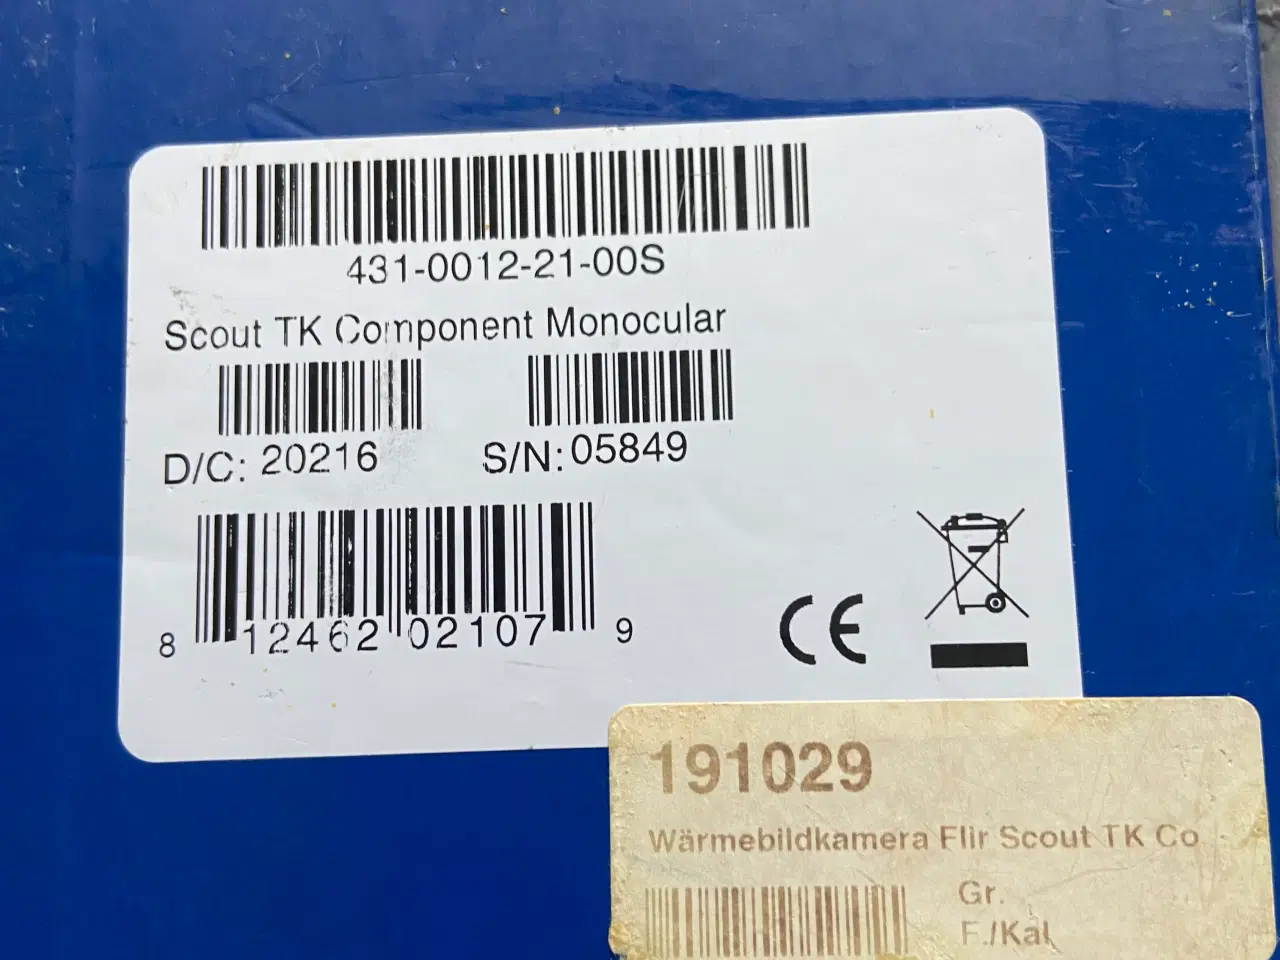 431-0012-21-00S
Scout TK Component Monocular
D/C: 20216 S/N: 05849
8 12462 02107 9
CE
191029
Wärmebildkamera Flir Scout TK Co
Gr.
F./Kal